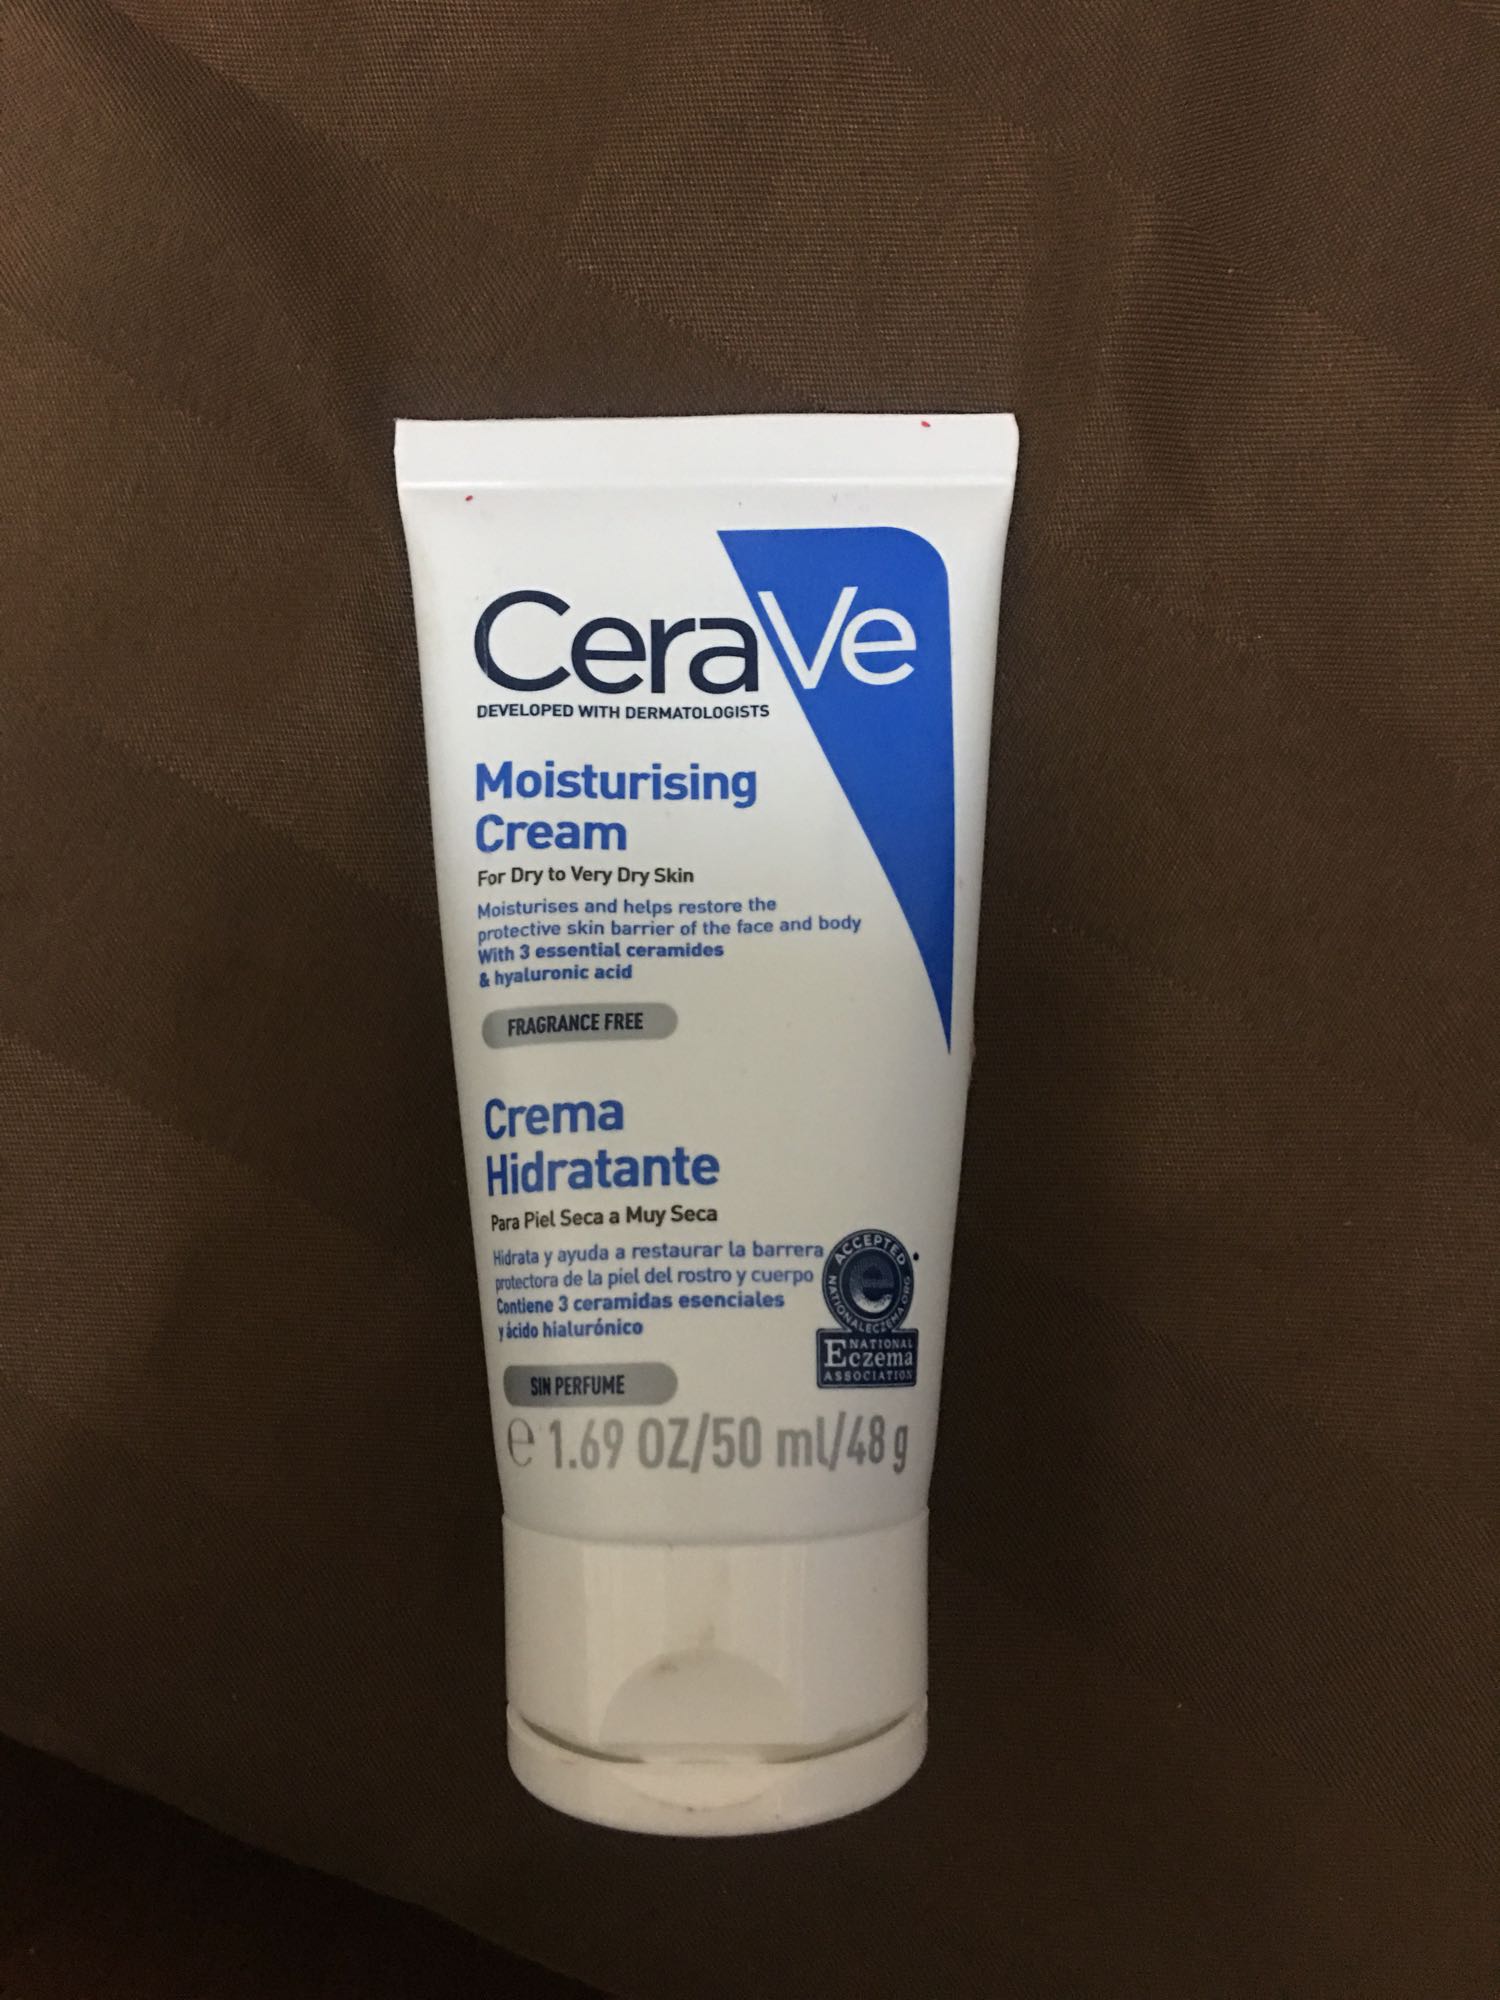 CeraVe
DEVELOPED WITH DERMATOLOGISTS
Moisturising
Cream
For Dry to Very Dry Skin
Moisturises and helps restore the
protective skin barrier of the face and body
With 3 essential ceramides
& hyaluronic acid
FRAGRANCE FREE
Crema
Hidratante
Para Piel Seca a Muy Seca
Hidrata y ayuda a restaurar la barrera
protectora de la piel del rostro y cuerpo
Contiene 3 ceramidas esenciales
y ácido hialurónico
ACCEPTED
NATIONALECZEMA.ORG
NATIONAL
Eczema
ASSOCIATION
SIN PERFUME
e 1.69 OZ/50 ml/48 g